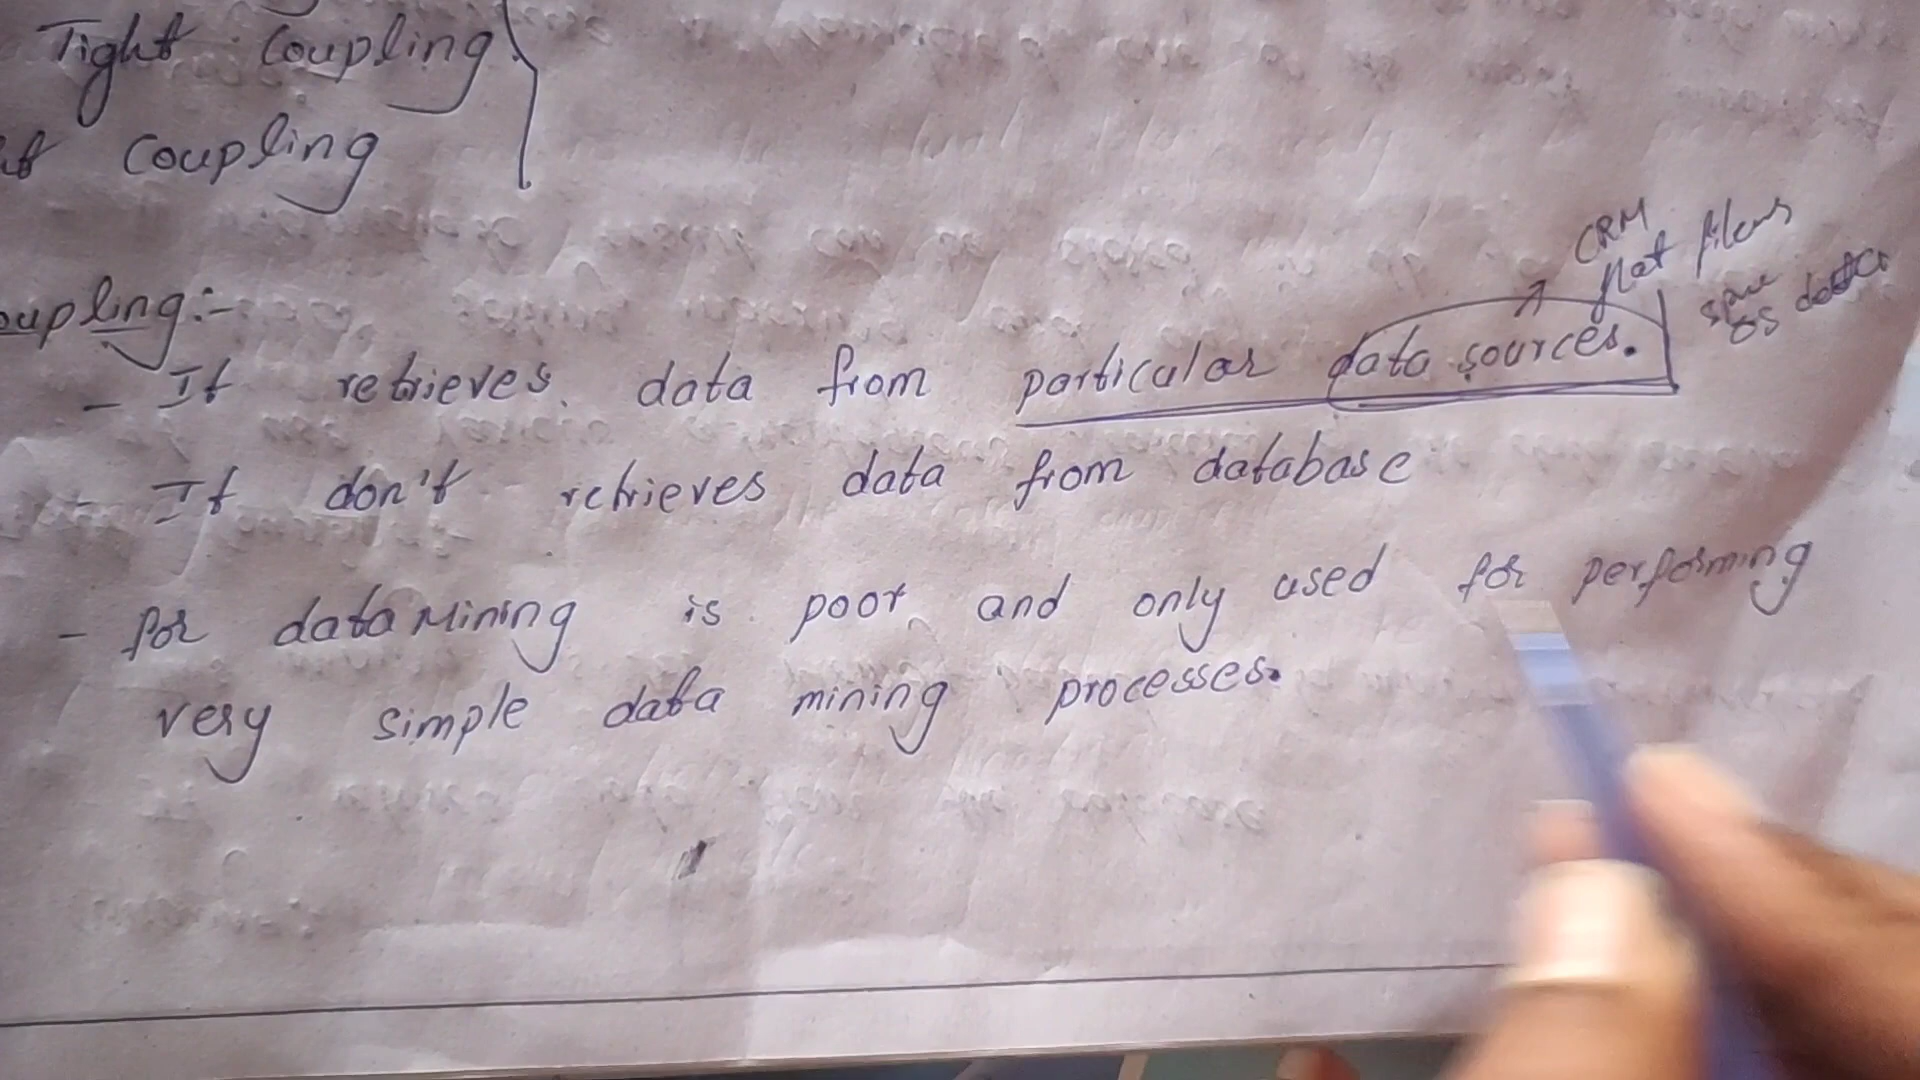 Tight Coupling
Coupling
CRM
flat files
oupling:-
- It retrieves data from particular data sources.
- It don't retrieves data from database
- for data Mining is poor and only used for performing
very simple data mining processes.